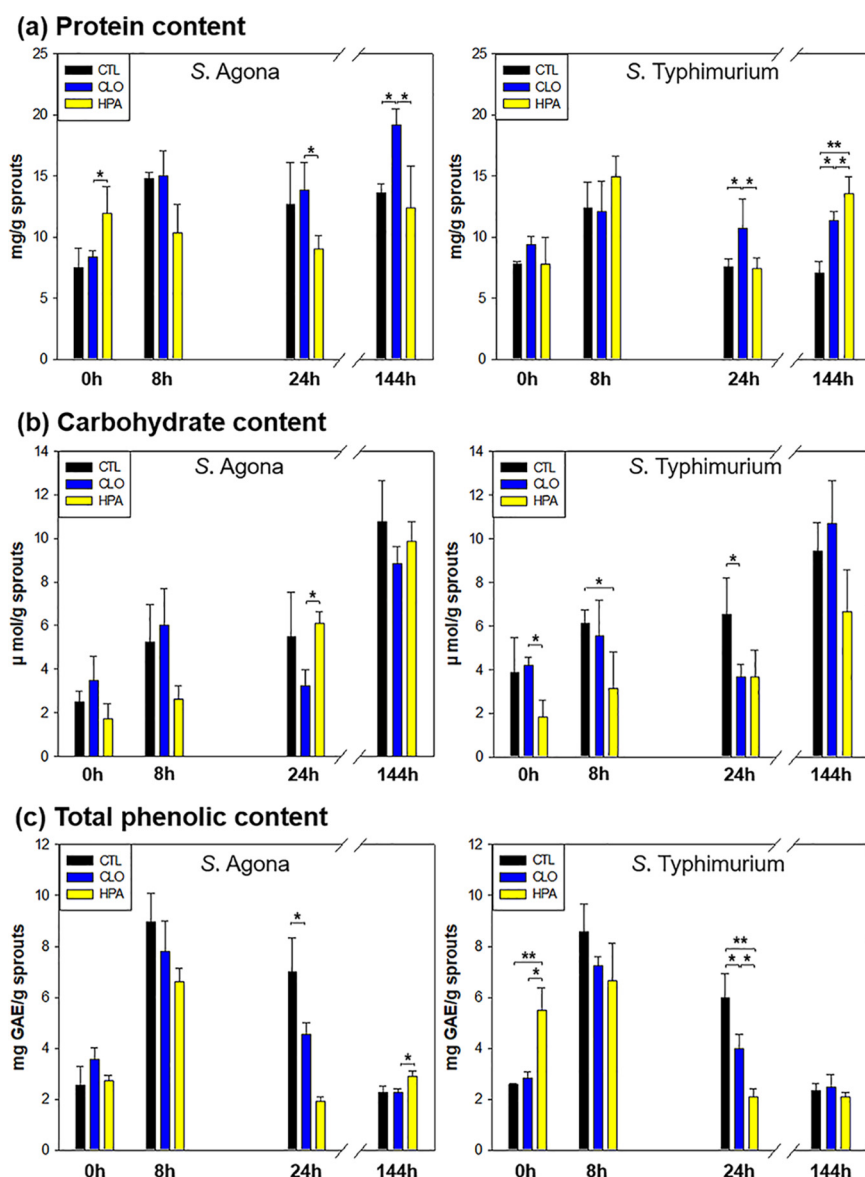 (a) Protein content
25
20
15
10
5
0
mg/g sprouts
CTL
CLO
HPA
S. Agona
*
*
* *
0h 8h 24h 144h
25
20
15
10
5
0
mg/g sprouts
CTL
CLO
HPA
S. Typhimurium
* *
**
* *
0h 8h 24h 144h
(b) Carbohydrate content
14
12
10
8
6
4
2
0
µ mol/g sprouts
CTL
CLO
HPA
S. Agona
*
0h 8h 24h 144h
14
12
10
8
6
4
2
0
µ mol/g sprouts
CTL
CLO
HPA
S. Typhimurium
*
*
*
0h 8h 24h 144h
(c) Total phenolic content
12
10
8
6
4
2
0
mg GAE/g sprouts
CTL
CLO
HPA
S. Agona
*
*
0h 8h 24h 144h
12
10
8
6
4
2
0
mg GAE/g sprouts
CTL
CLO
HPA
S. Typhimurium
**
*
**
* *
0h 8h 24h 144h